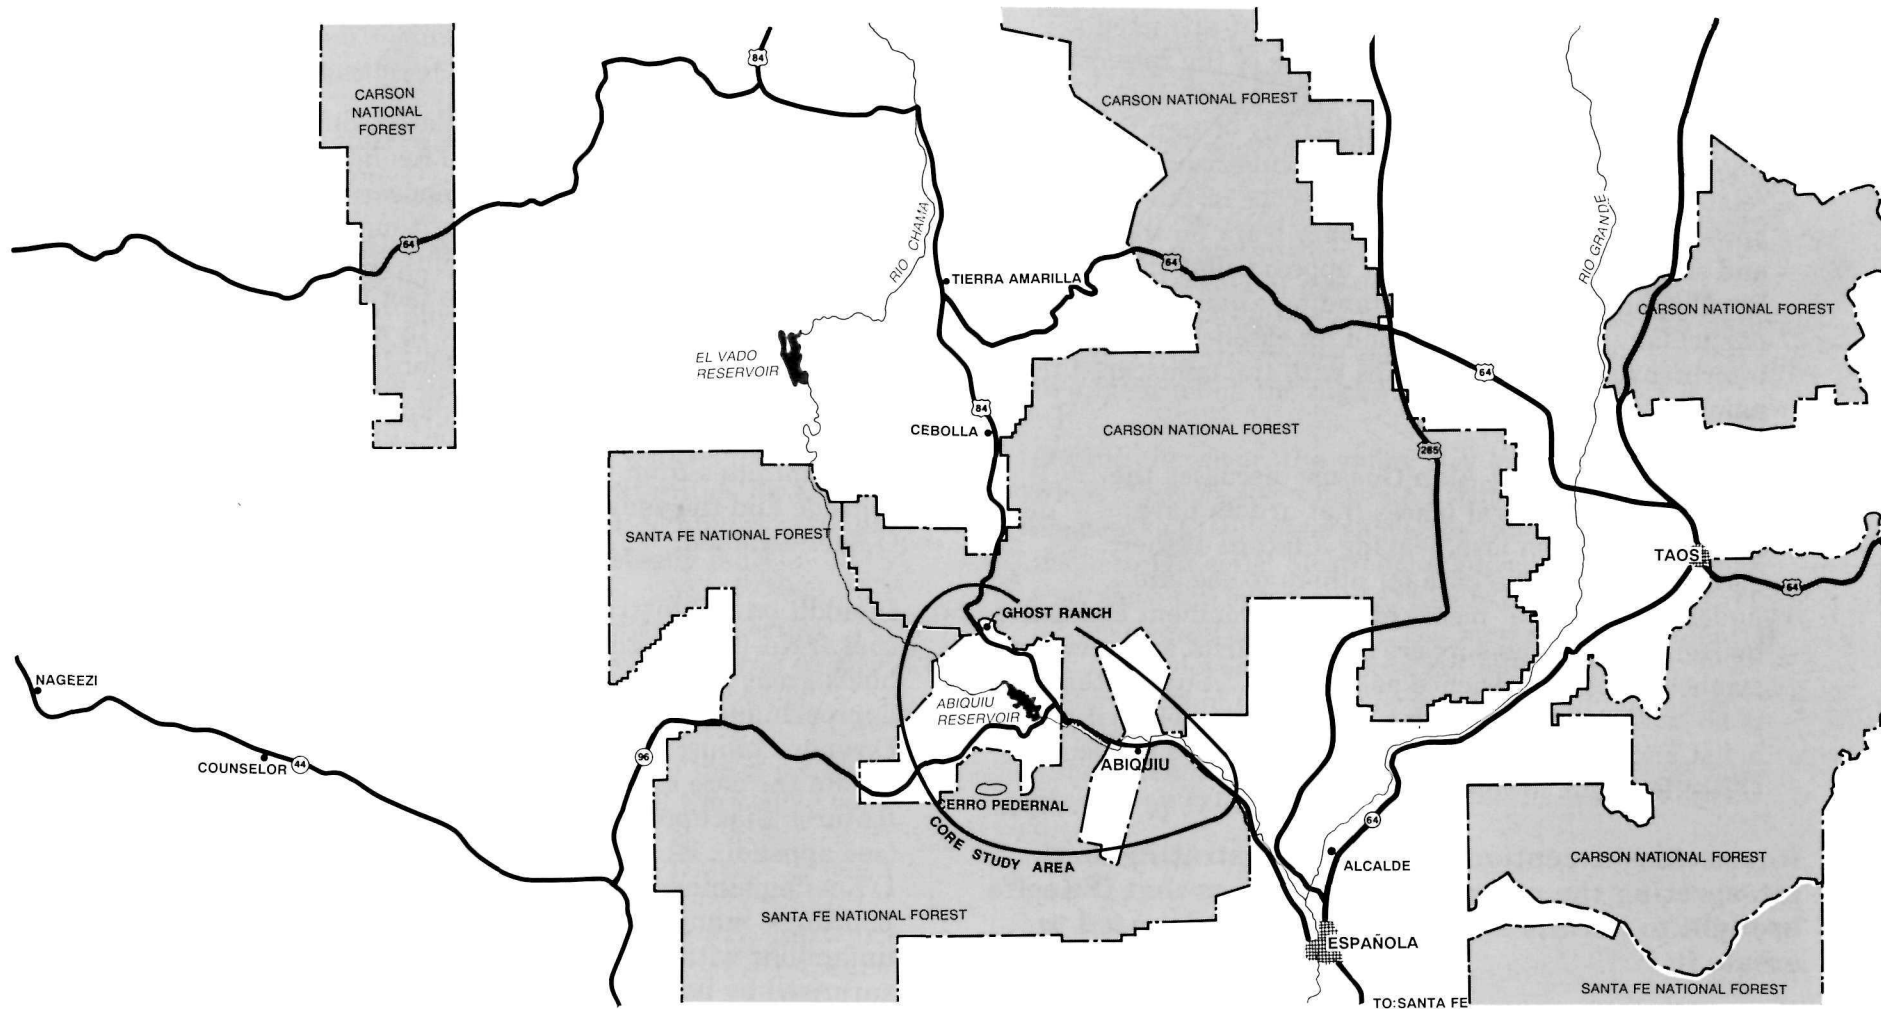 84
CARSON
NATIONAL
FOREST
CARSON NATIONAL FOREST
RIO CHAMA
RIO GRANDE
64
64
TIERRA AMARILLA
CARSON NATIONAL FOREST
EL VADO
RESERVOIR
64
84
CEBOLLA
CARSON NATIONAL FOREST
285
SANTA FE NATIONAL FOREST
TAOS
64
GHOST RANCH
NAGEEZI
ABIQUIU
RESERVOIR
COUNSELOR
44
96
ABIQUIU
CERRO PEDERNAL
CORE STUDY AREA
64
ALCALDE
CARSON NATIONAL FOREST
SANTA FE NATIONAL FOREST
ESPAÑOLA
SANTA FE NATIONAL FOREST
TO:SANTA FE